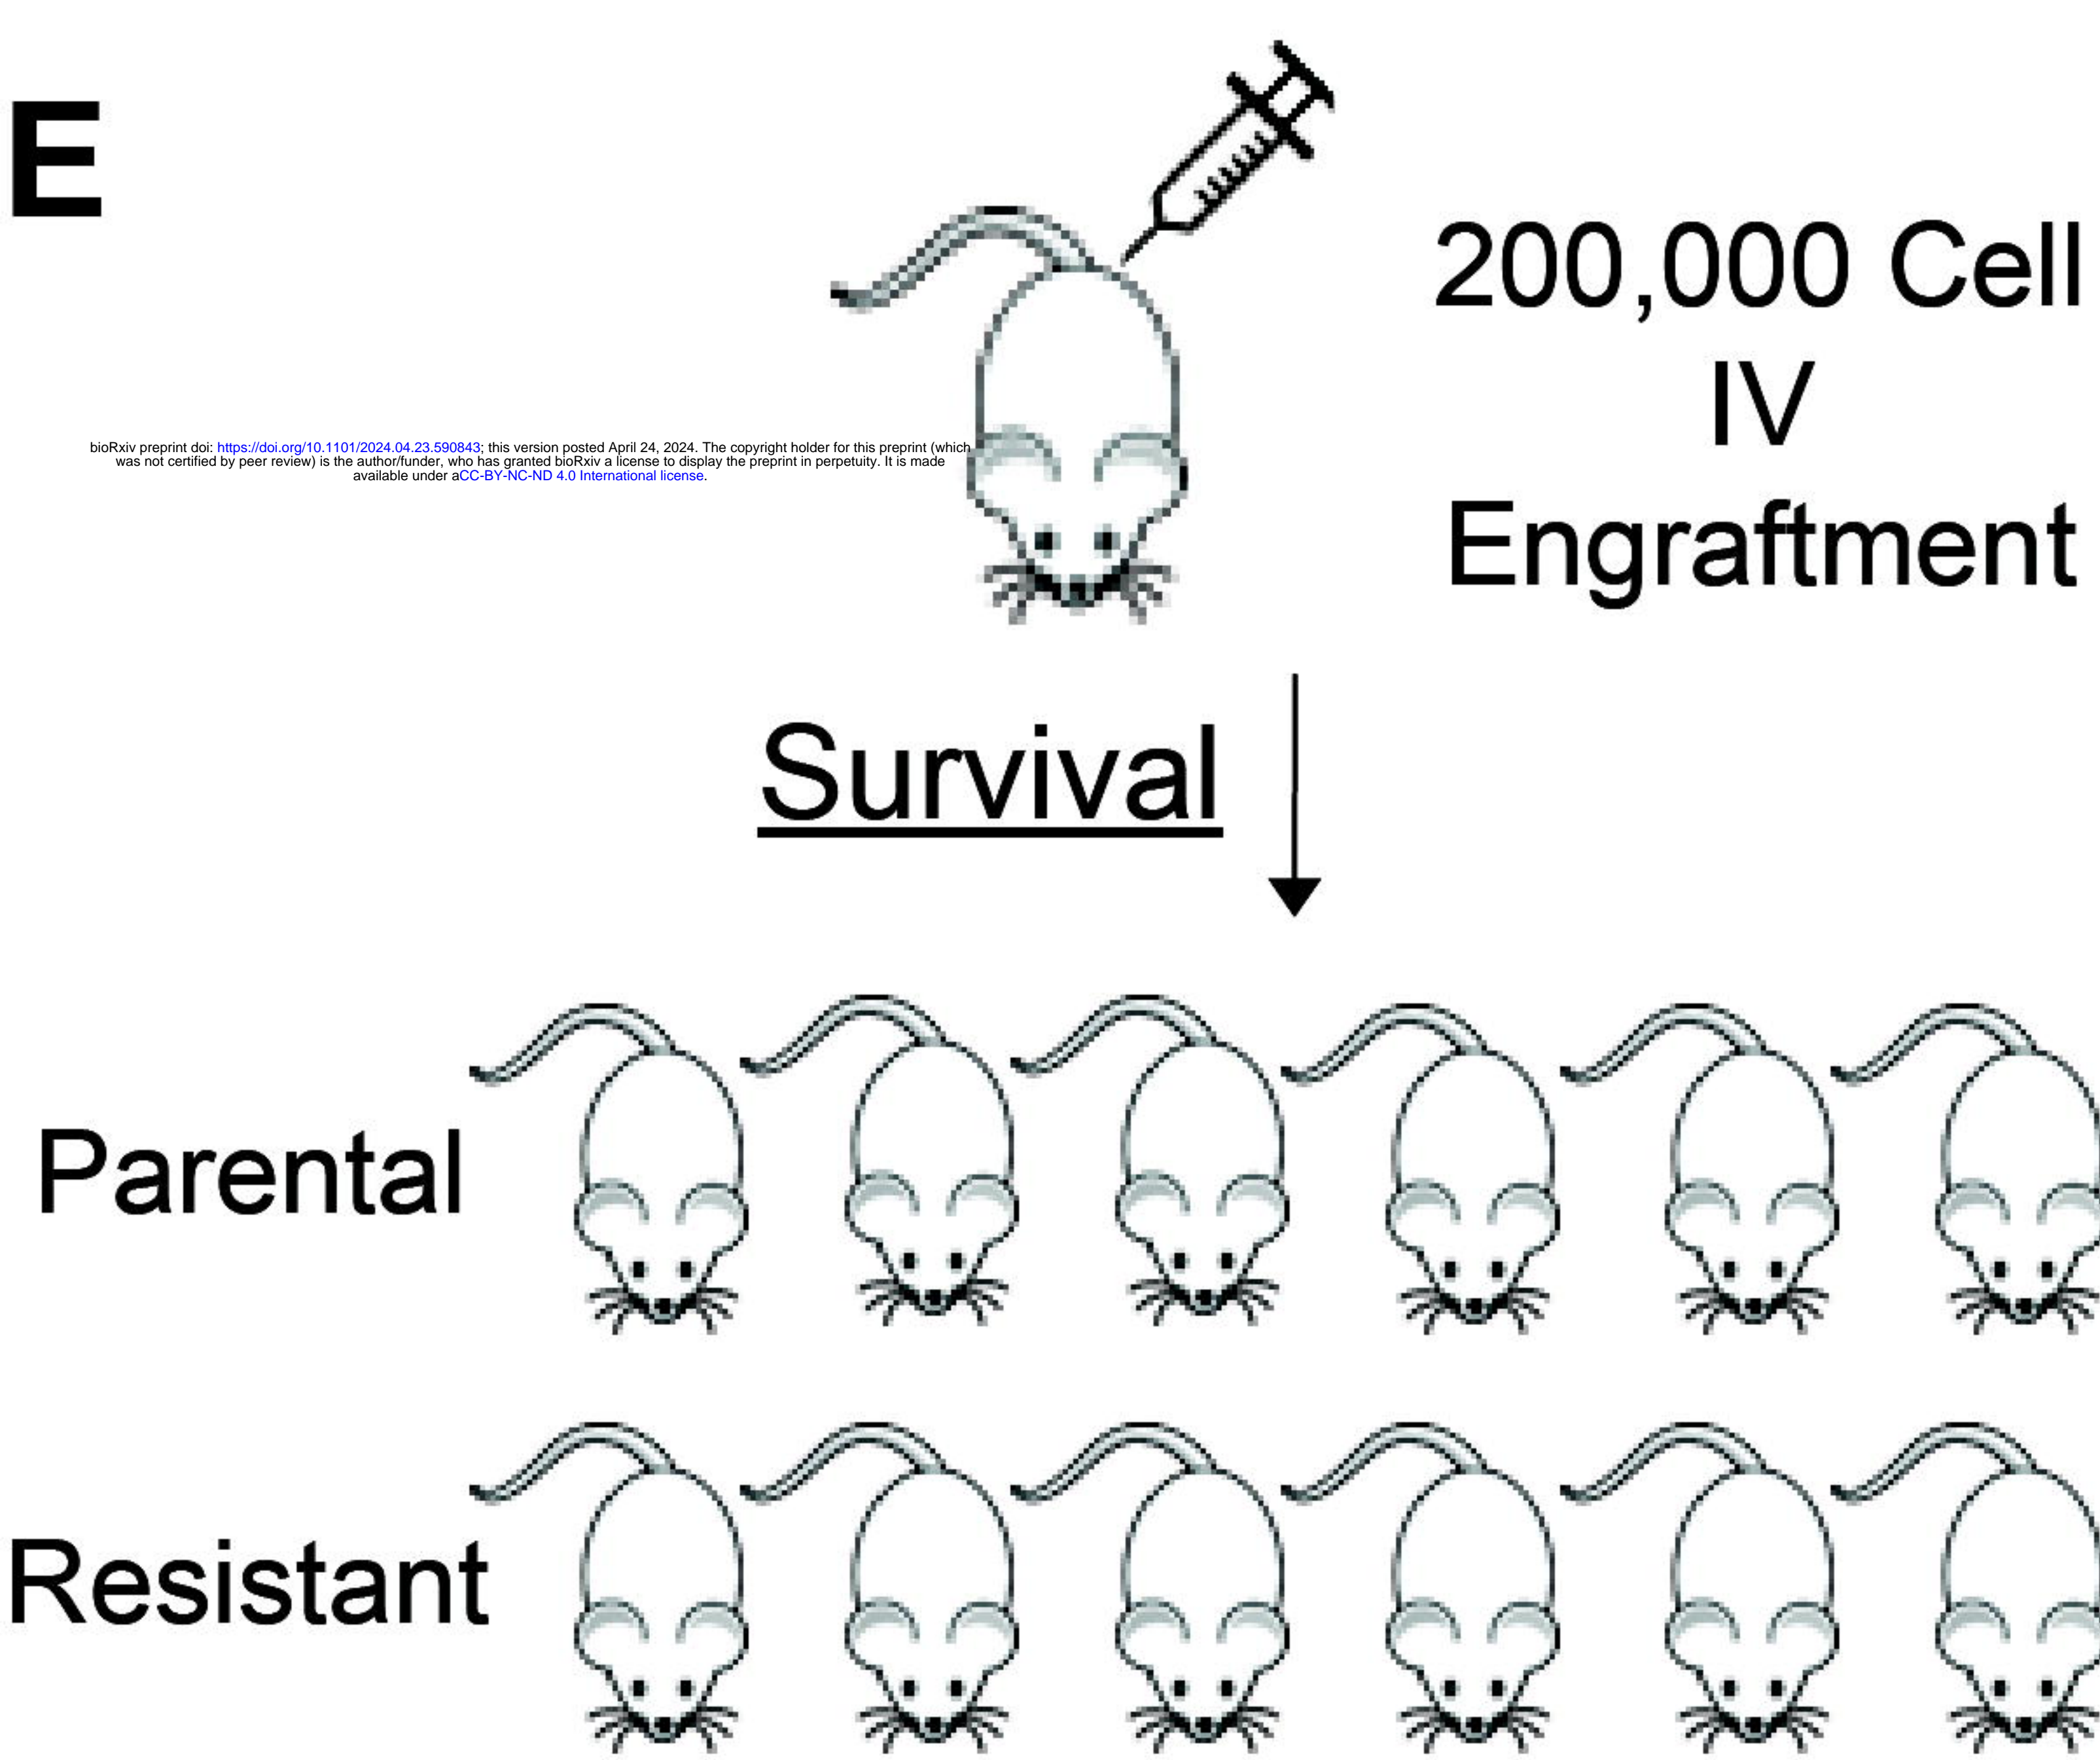 E
200,000 Cell
IV
Engraftment
bioRxiv preprint doi: https://doi.org/10.1101/2024.04.23.590843; this version posted April 24, 2024. The copyright holder for this preprint (which
was not certified by peer review) is the author/funder, who has granted bioRxiv a license to display the preprint in perpetuity. It is made
available under aCC-BY-NC-ND 4.0 International license.
Survival
Parental
Resistant